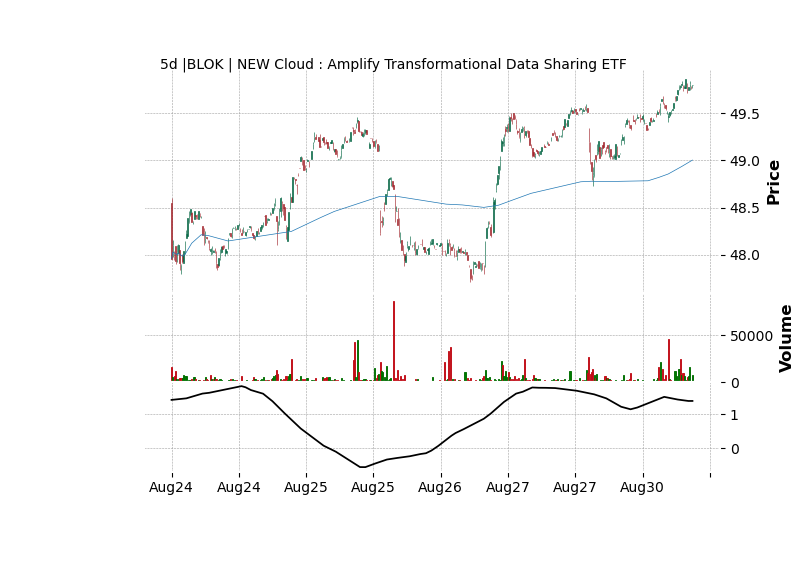 5d |BLOK | NEW Cloud : Amplify Transformational Data Sharing ETF
49.5
49.0
48.5
48.0
Price
50000
0
Volume
1
0
Aug24 Aug24 Aug25 Aug25 Aug26 Aug27 Aug27 Aug30